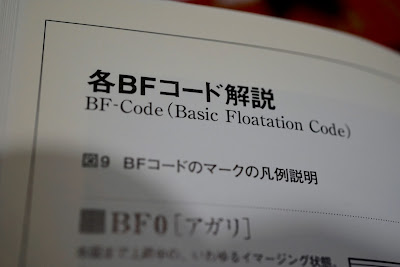 各BFコード解説
BF-Code (Basic Floatation Code)
図9 BFコードのマークの凡例説明
BF0 [アガリ]
いわゆるイマージング状態。